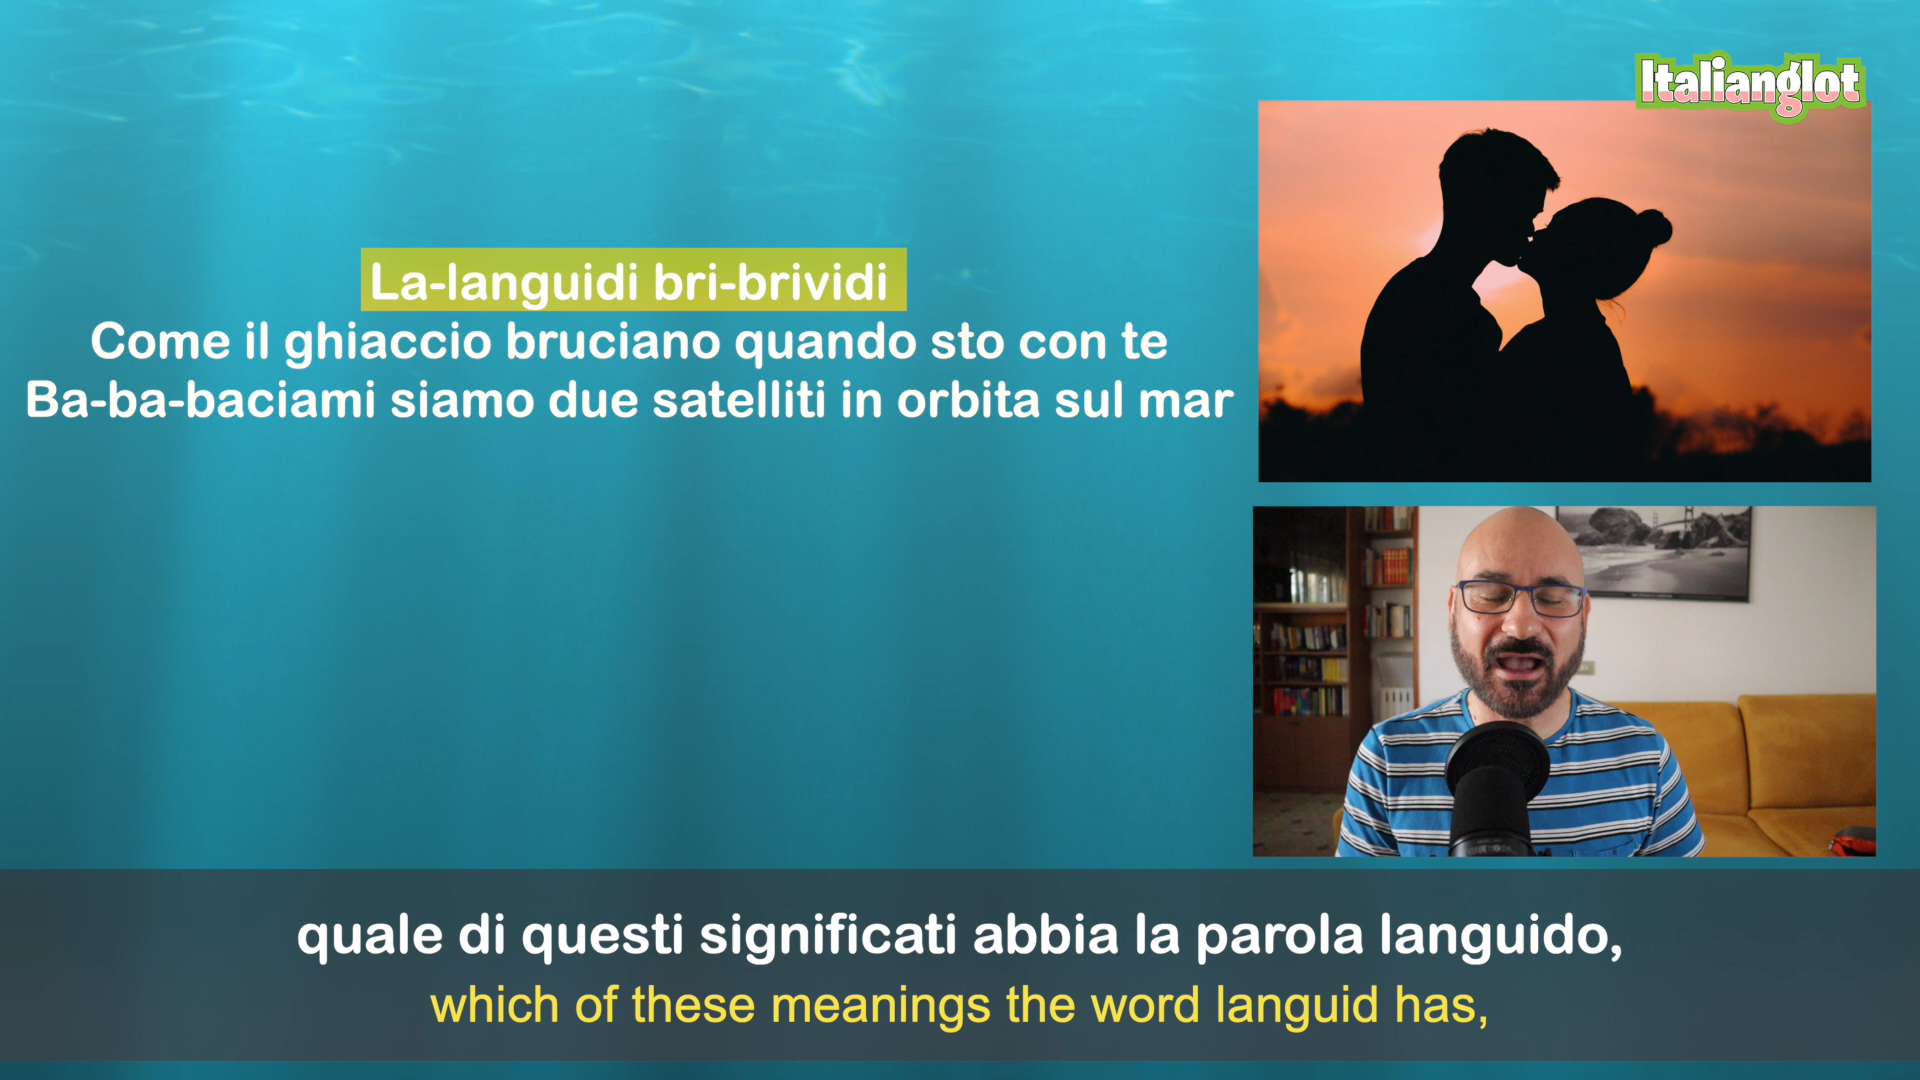 Italianglot
La-languidi bri-brividi
Come il ghiaccio bruciano quando sto con te
Ba-ba-baciami siamo due satelliti in orbita sul mar
quale di questi significati abbia la parola languido,
which of these meanings the word languid has,